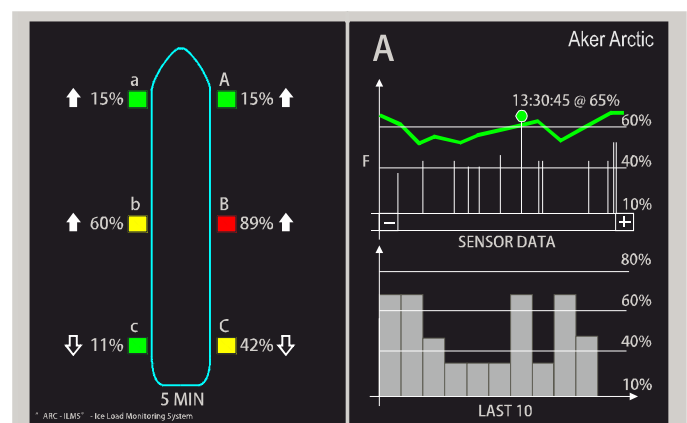 a
A
15%
15%
b
B
60%
89%
c
C
11%
42%
5 MIN
" ARC - ILMS" - Ice Load Monitoring System
A
Aker Arctic
13:30:45 @ 65%
60%
F
40%
10%
−
+
SENSOR DATA
80%
60%
40%
10%
LAST 10